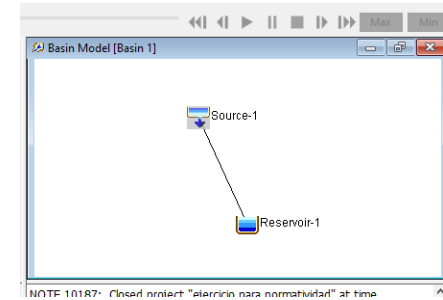 Max Min
Basin Model [Basin 1]
Source-1
Reservoir-1
NOTE 10187: Closed project "ejercicio para normatividad" at time